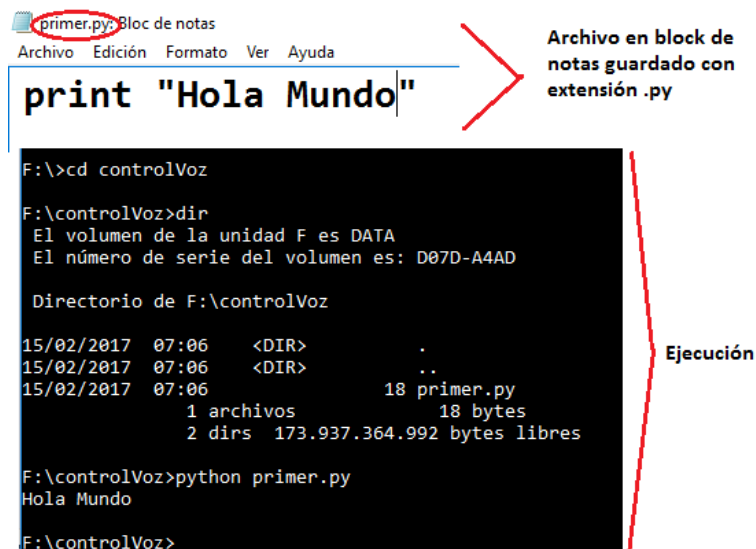 primer.py: Bloc de notas
Archivo Edición Formato Ver Ayuda
print "Hola Mundo"
Archivo en block de
notas guardado con
extensión .py
F:\>cd controlVoz
F:\controlVoz>dir
El volumen de la unidad F es DATA
El número de serie del volumen es: D07D-A4AD
Directorio de F:\controlVoz
15/02/2017 07:06 <DIR> .
15/02/2017 07:06 <DIR> ..
15/02/2017 07:06 18 primer.py
1 archivos 18 bytes
2 dirs 173.937.364.992 bytes libres
F:\controlVoz>python primer.py
Hola Mundo
F:\controlVoz>
Ejecución